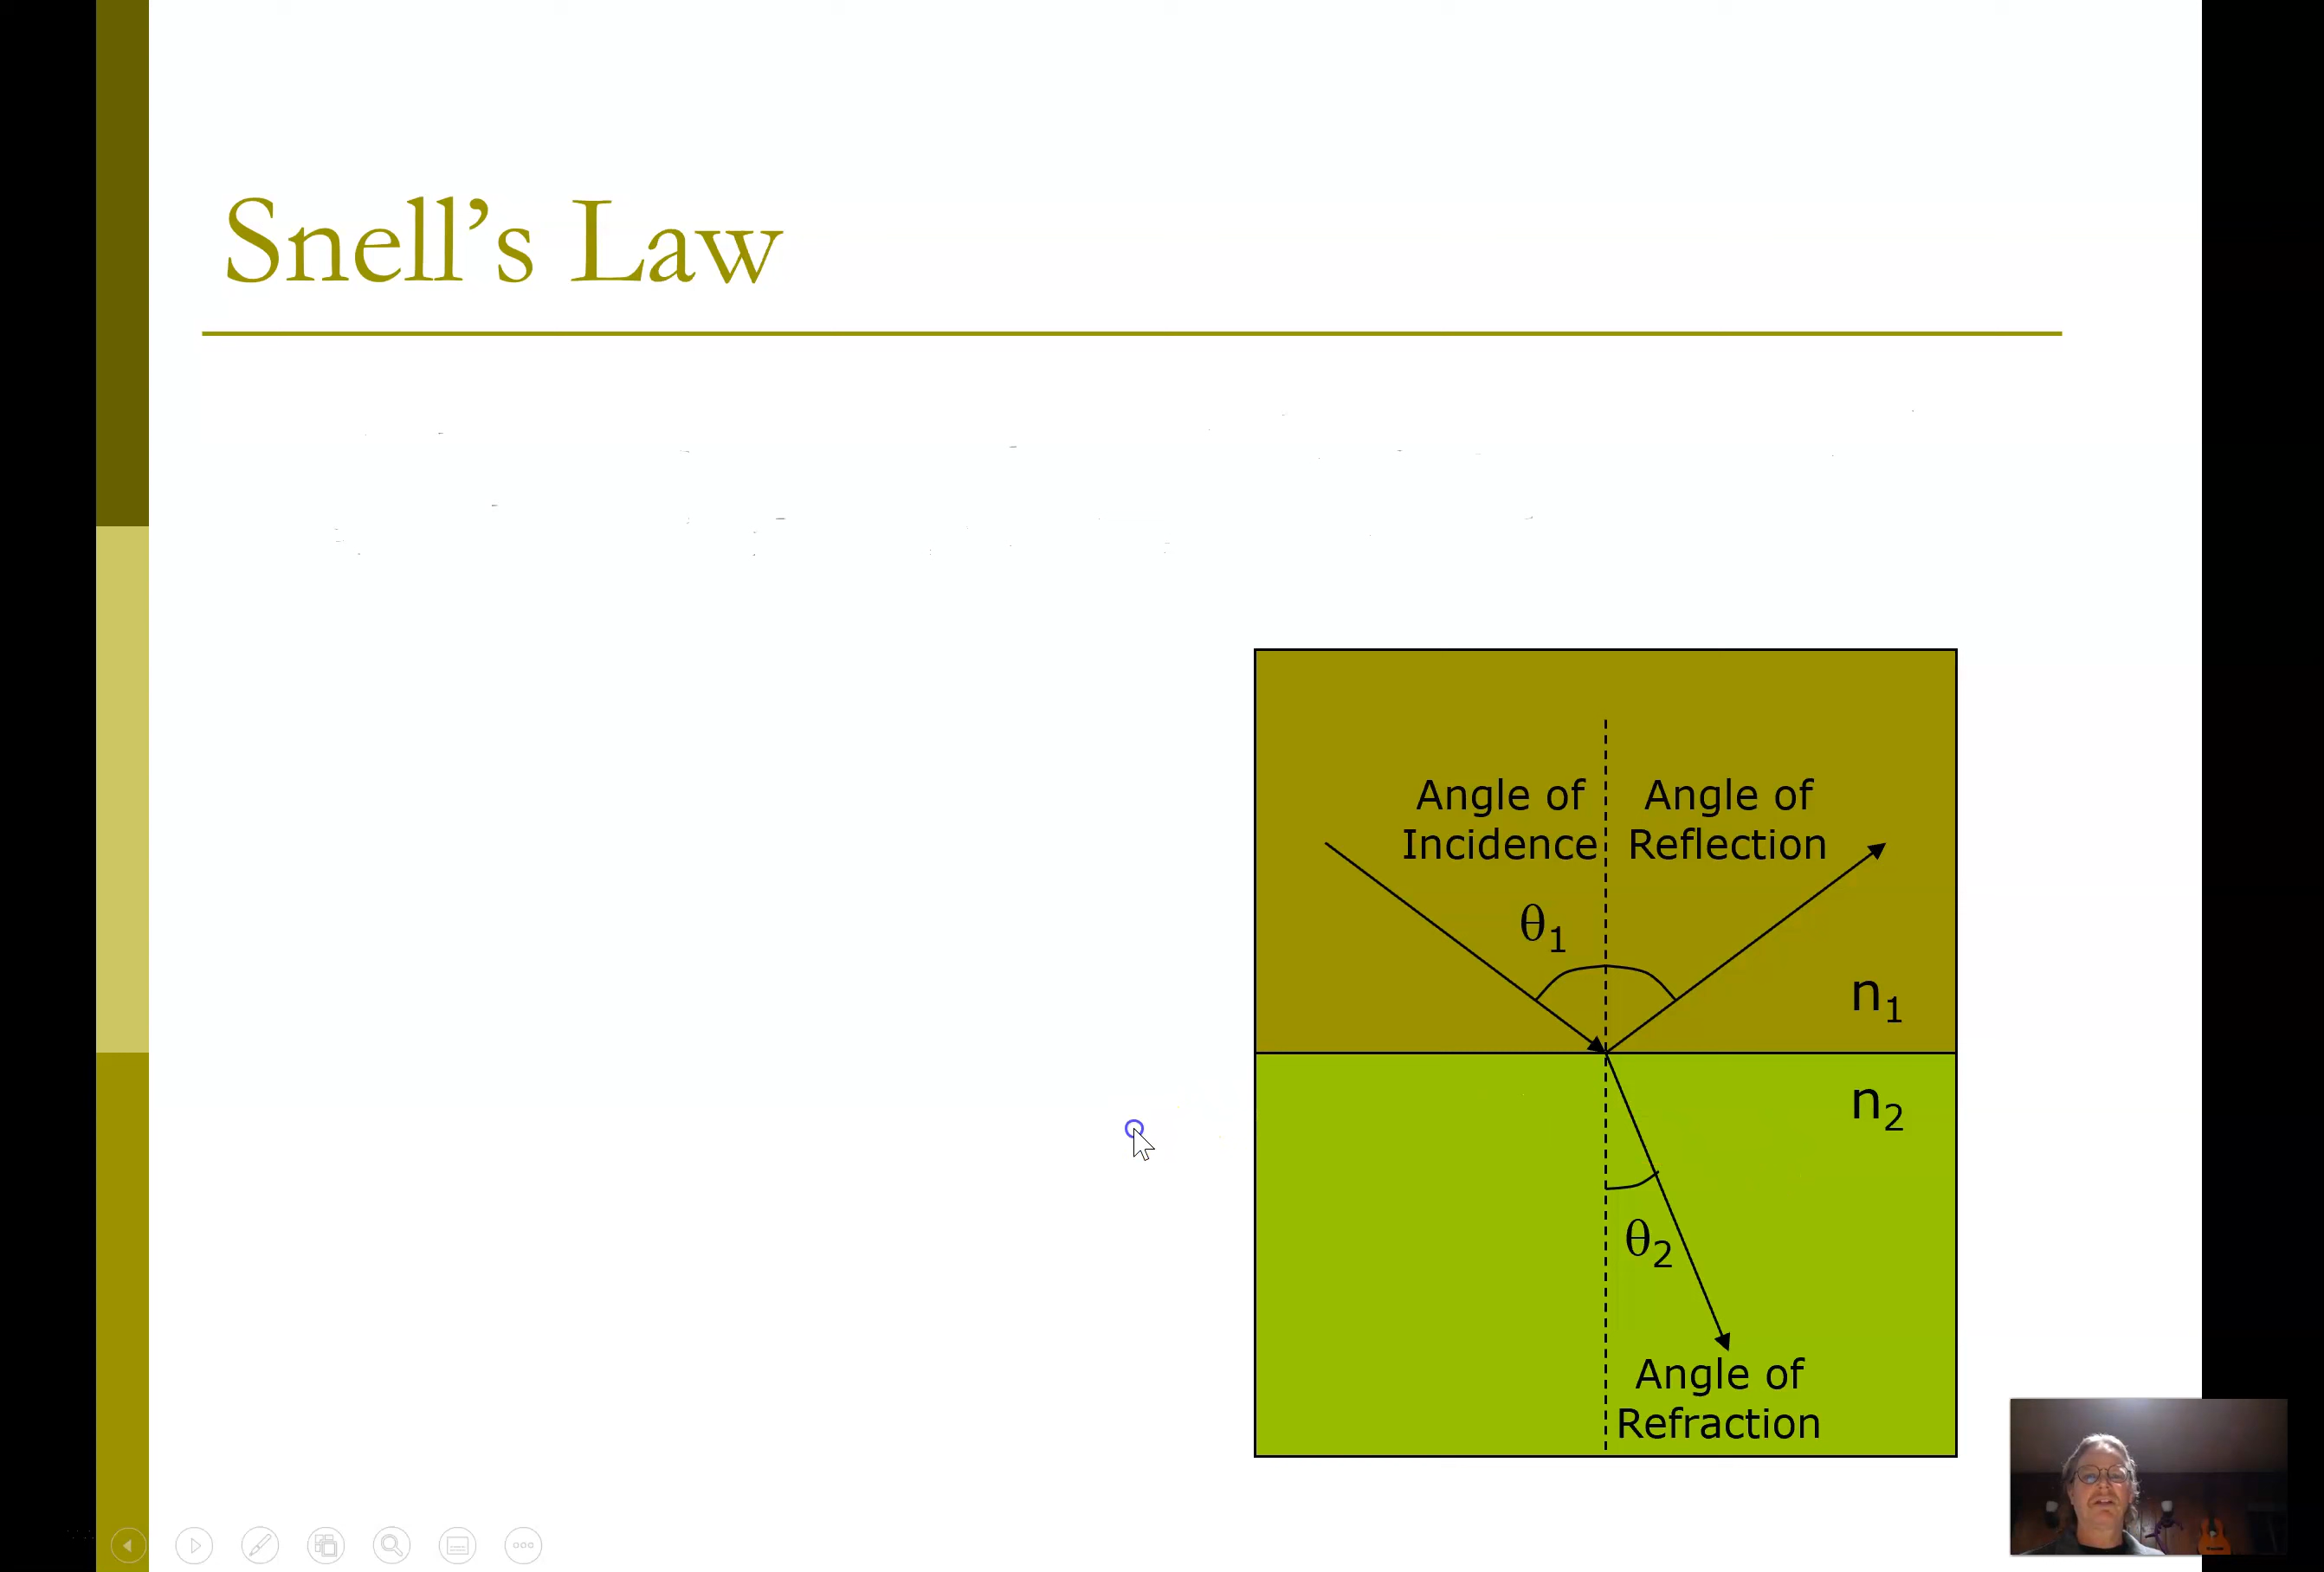 Snell’s Law
Angle of
Incidence
Angle of
Reflection
θ1
n1
n2
θ2
Angle of
Refraction